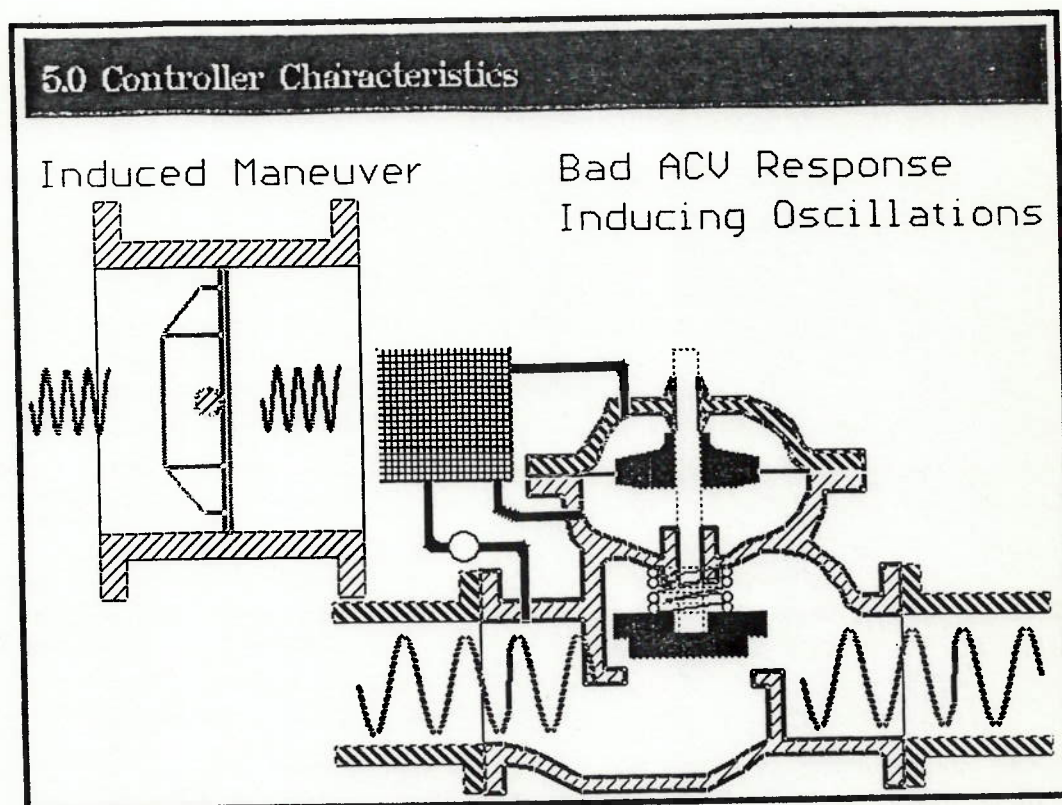 5.0 Controller Characteristics
Induced Maneuver
Bad ACV Response
Inducing Oscillations